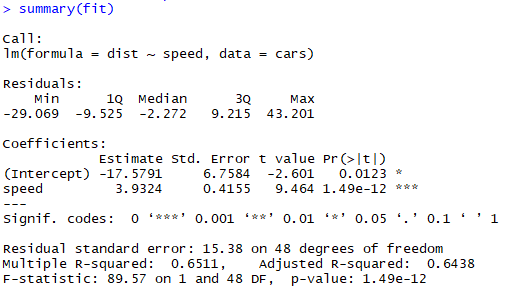 > summary(fit)
Call:
lm(formula = dist ~ speed, data = cars)
Residuals:
    Min      1Q  Median      3Q     Max
-29.069  -9.525  -2.272   9.215  43.201
Coefficients:
            Estimate Std. Error t value Pr(>|t|)
(Intercept) -17.5791     6.7584  -2.601   0.0123 *
speed         3.9324     0.4155   9.464 1.49e-12 ***
---
Signif. codes:  0 ‘***’ 0.001 ‘**’ 0.01 ‘*’ 0.05 ‘.’ 0.1 ‘ ’ 1
Residual standard error: 15.38 on 48 degrees of freedom
Multiple R-squared:  0.6511,	Adjusted R-squared:  0.6438
F-statistic: 89.57 on 1 and 48 DF,  p-value: 1.49e-12